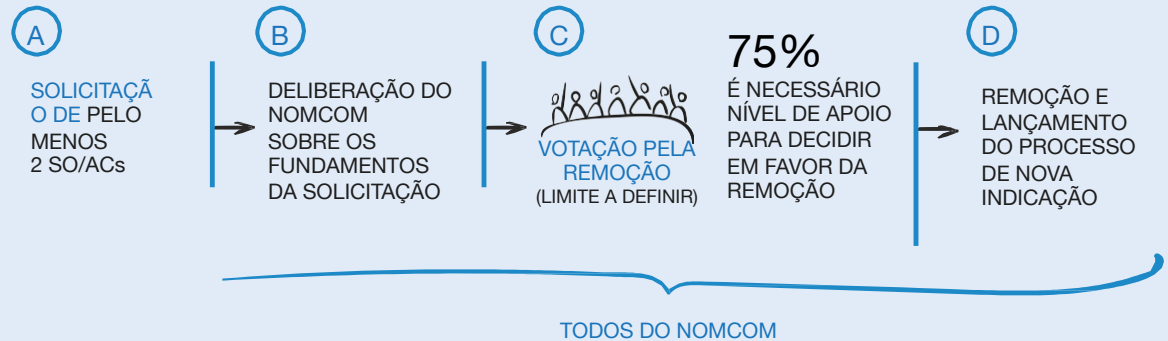 A
SOLICITAÇÃ
O DE PELO
MENOS
2 SO/ACs
B
DELIBERAÇÃO DO
NOMCOM
SOBRE OS
FUNDAMENTOS
DA SOLICITAÇÃO
C
VOTAÇÃO PELA
REMOÇÃO
(LIMITE A DEFINIR)
75%
É NECESSÁRIO
NÍVEL DE APOIO
PARA DECIDIR
EM FAVOR DA
REMOÇÃO
D
REMOÇÃO E
LANÇAMENTO
DO PROCESSO
DE NOVA
INDICAÇÃO
TODOS DO NOMCOM